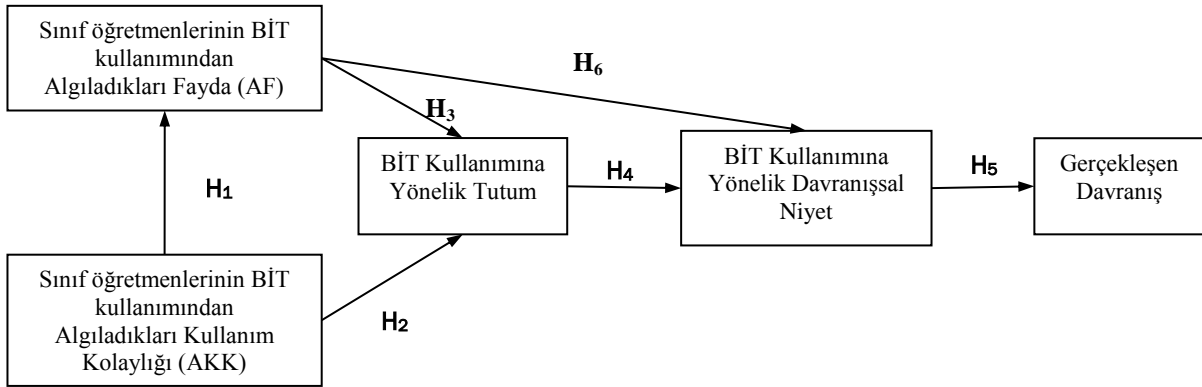 Sınıf öğretmenlerinin BİT
kullanımından
Algıladıkları Fayda (AF)
H6
H3
BİT Kullanımına
Yönelik Tutum
H4
BİT Kullanımına
Yönelik Davranışsal
Niyet
H5
Gerçekleşen
Davranış
H1
Sınıf öğretmenlerinin BİT
kullanımından
Algıladıkları Kullanım
Kolaylığı (AKK)
H2